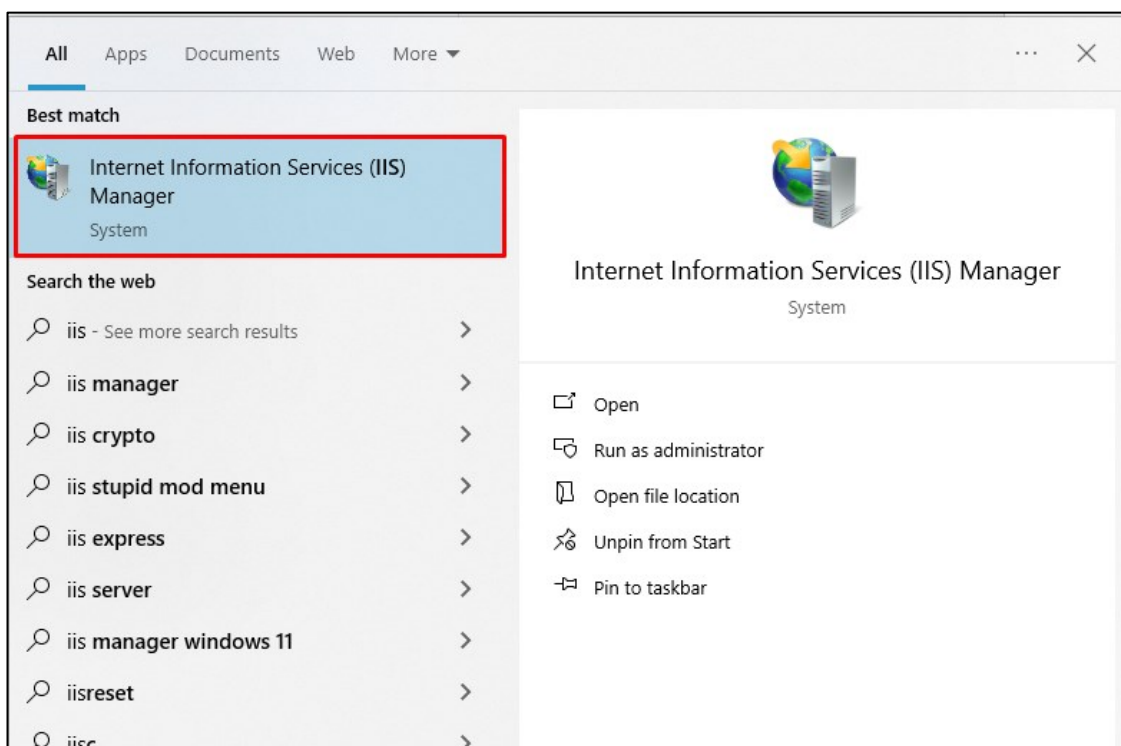 All Apps Documents Web More ...
Best match
Internet Information Services (IIS)
Manager
System
Search the web
iis - See more search results
iis manager
iis crypto
iis stupid mod menu
iis express
iis server
iis manager windows 11
iisreset
iisc
Internet Information Services (IIS) Manager
System
Open
Run as administrator
Open file location
Unpin from Start
Pin to taskbar